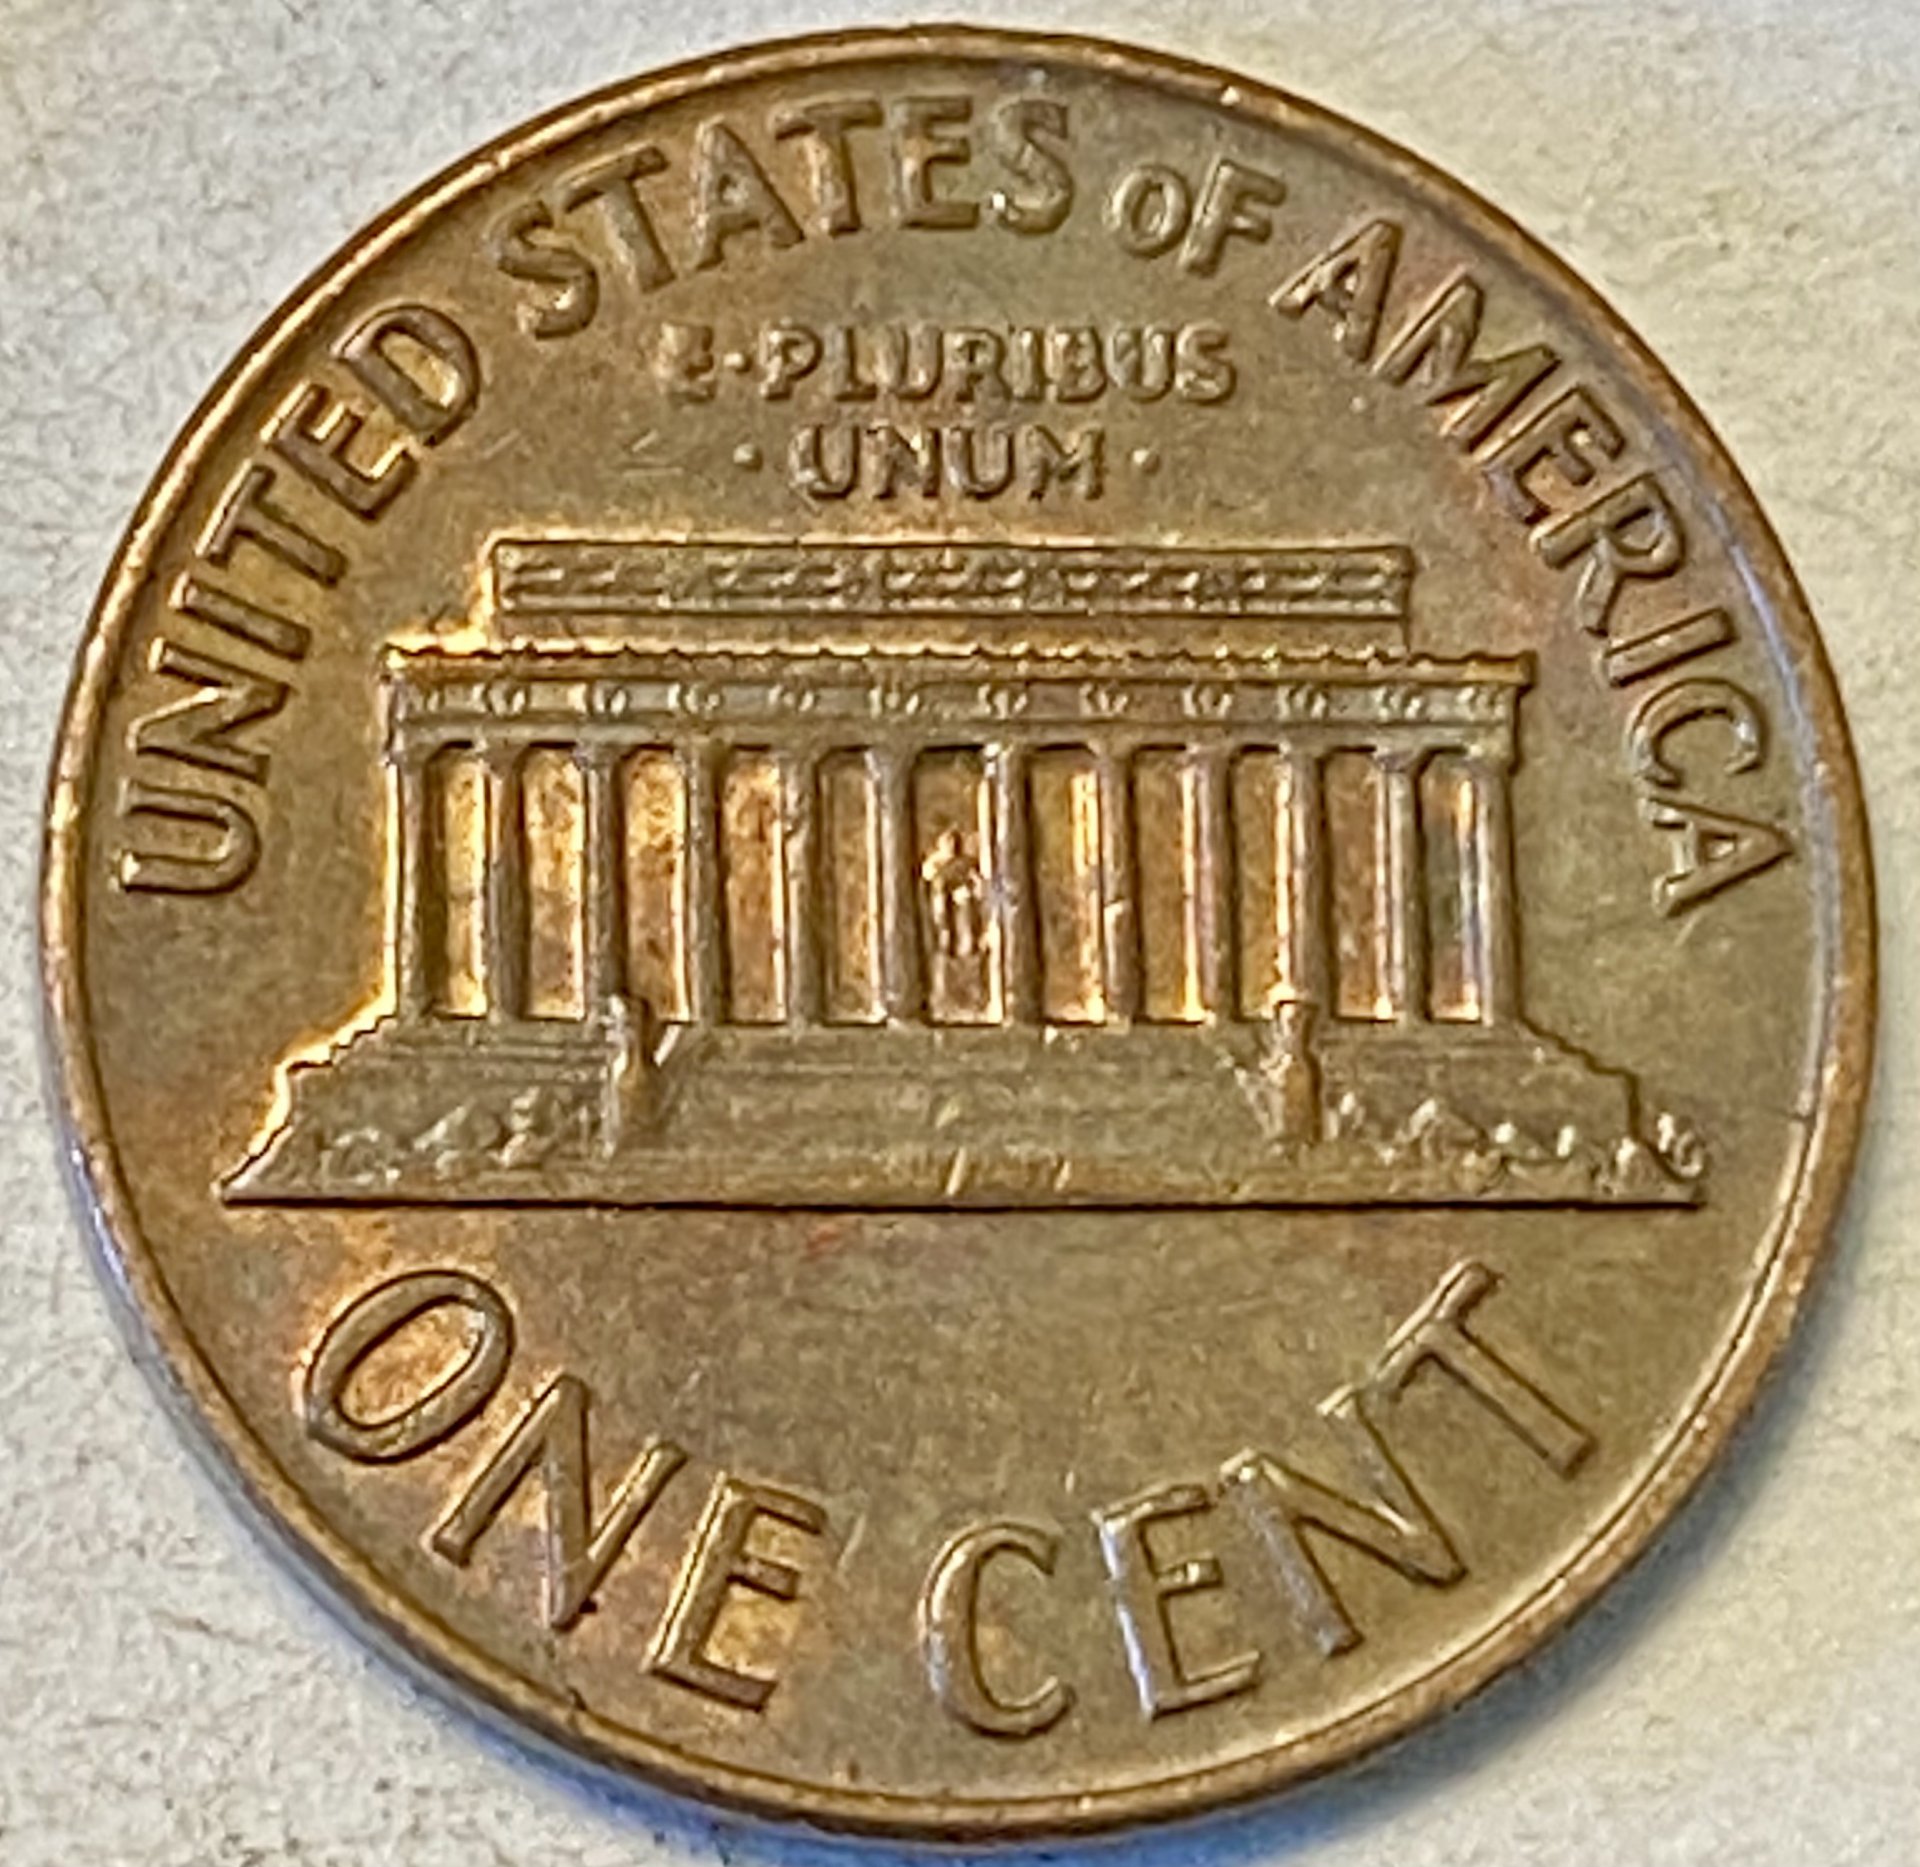 UNITED STATES OF AMERICA
E·PLURIBUS
· UNUM ·
ONE CENT